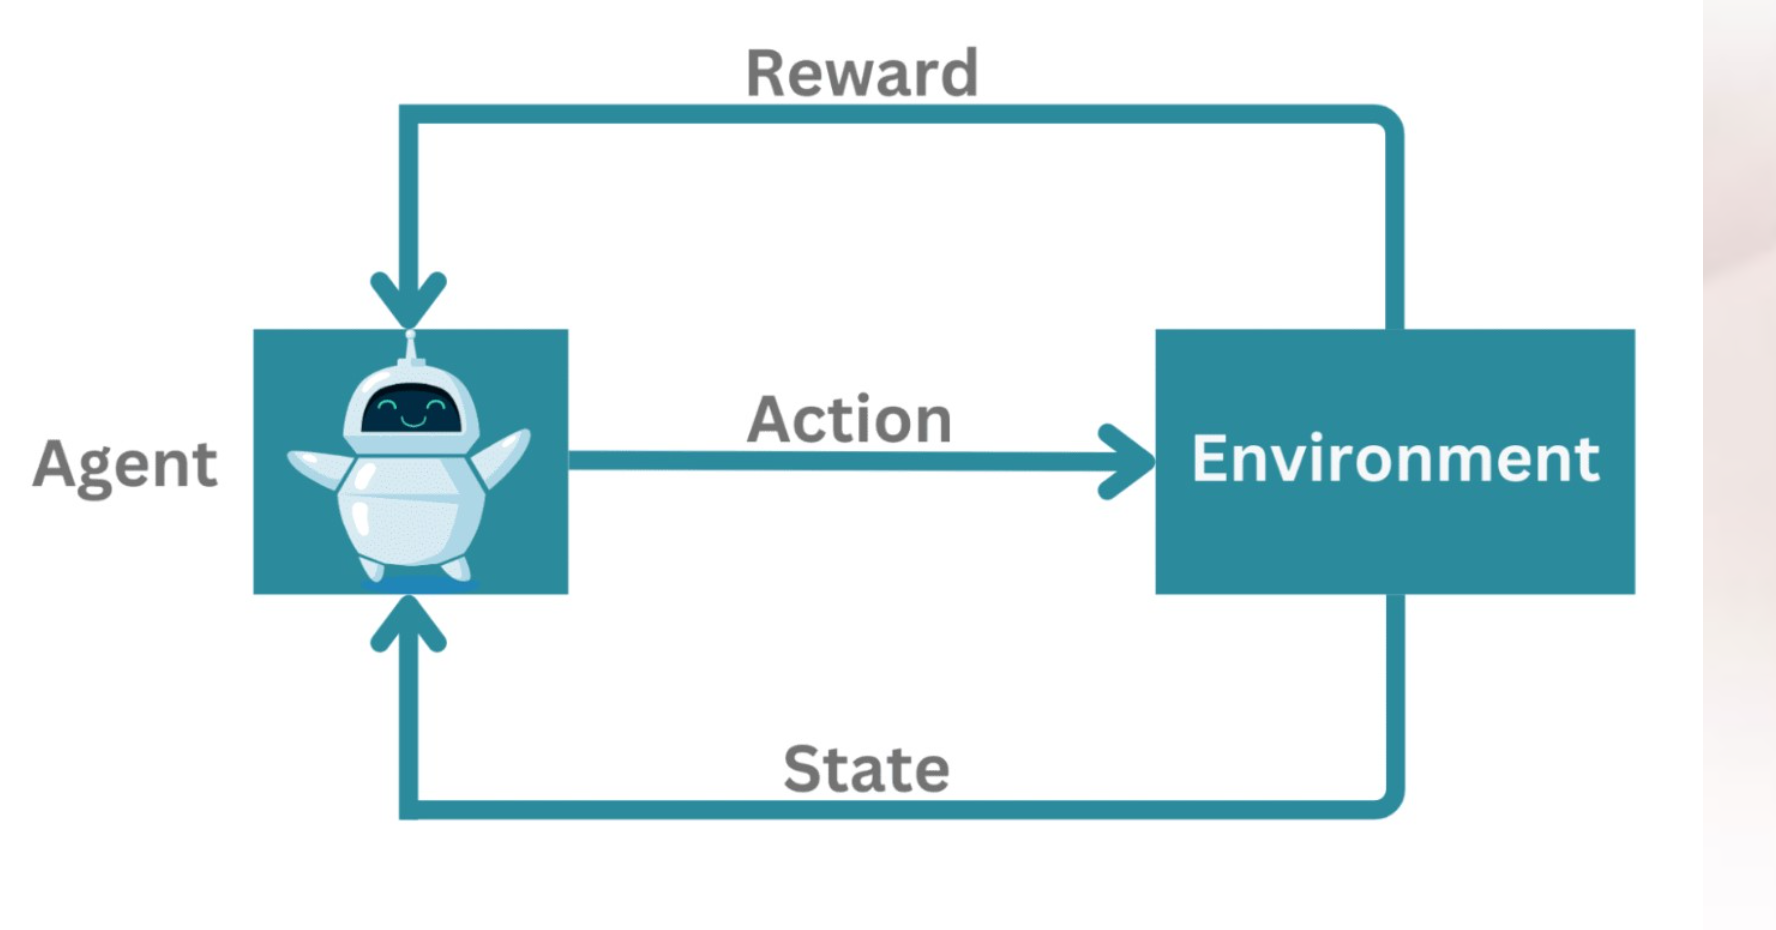 Reward
Action
Agent
Environment
State